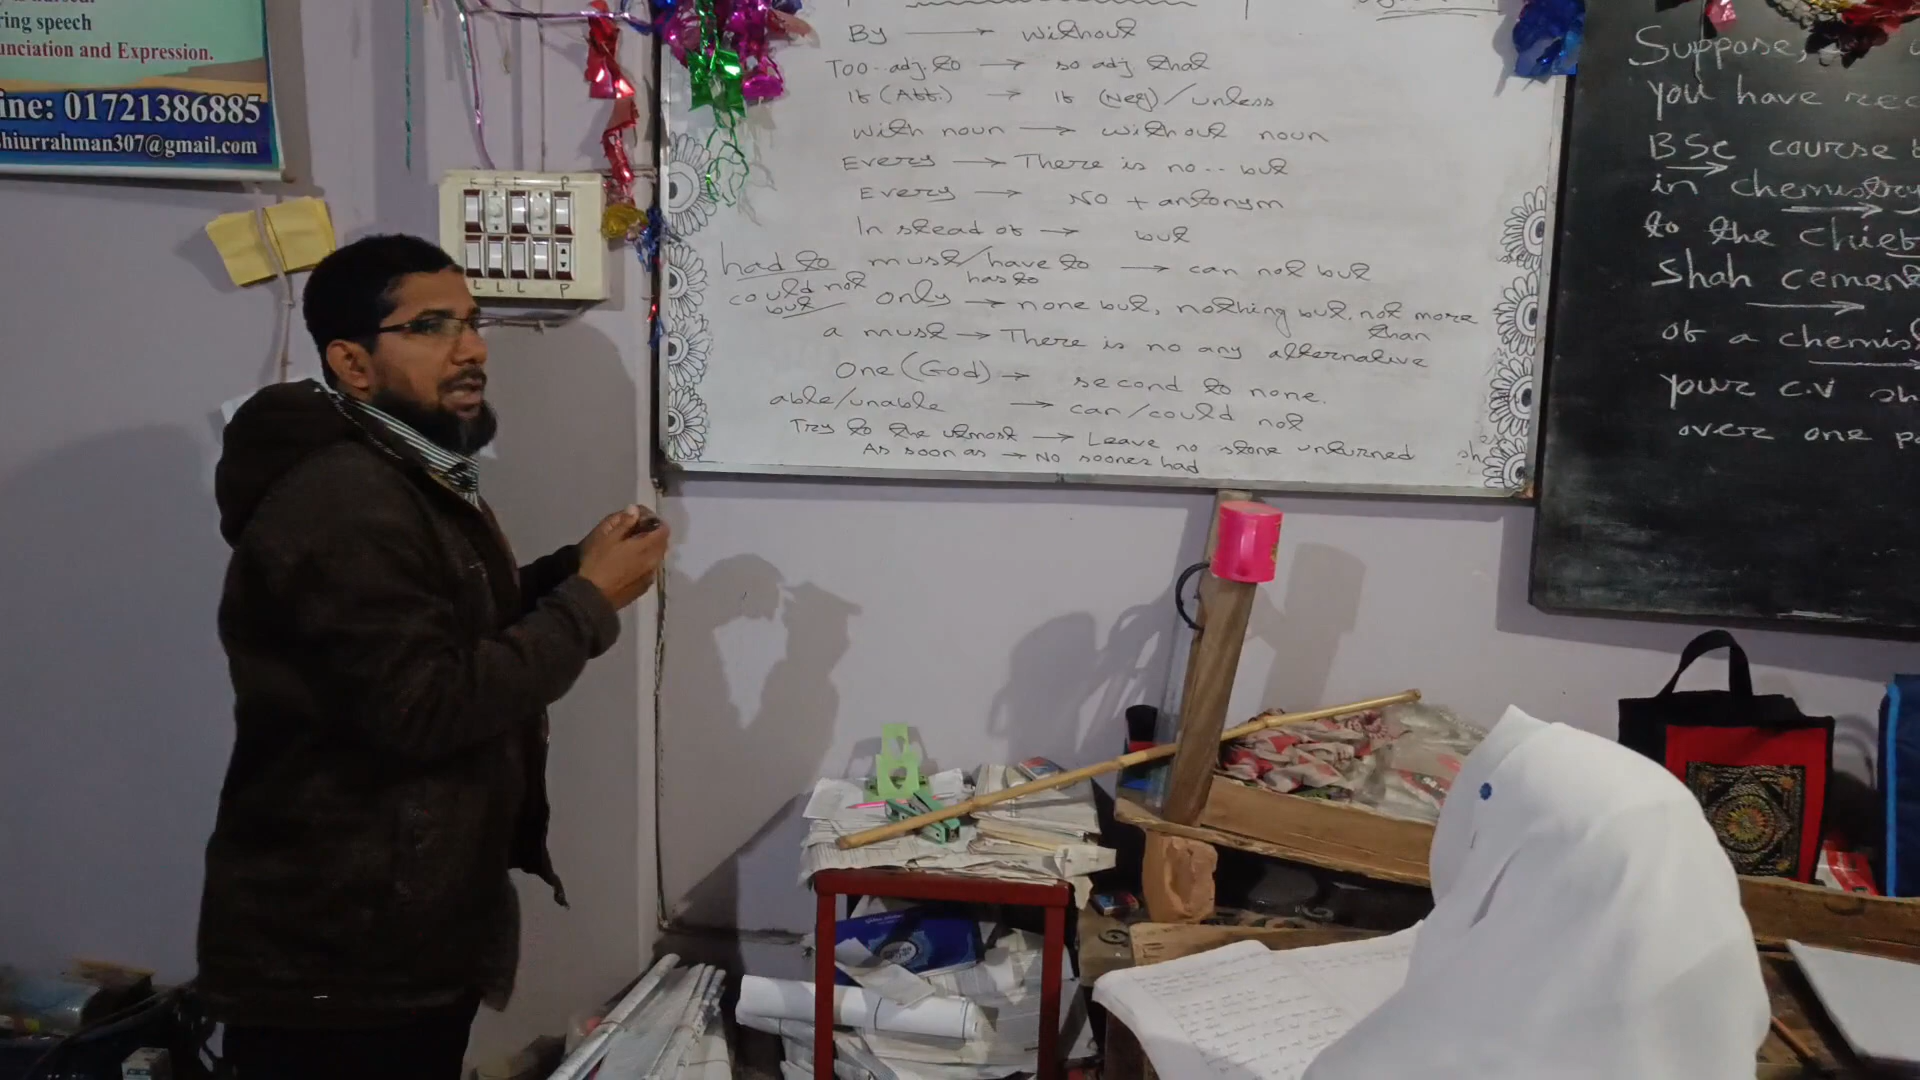 ring speech
unciation and Expression.
ine: 01721386885
hiurrahman307@gmail.com
By → without
Too..adj.to → so adj that
If (Aff.) → If (Neg)/unless
with noun → without noun
Every → There is no... but
Every → No + antonym
In stead of → but
had to must/have to → can not but
has to
could not but
only → none but, nothing but, not more than
a must → There is no any alternative
One (God) → second to none.
able/unable → can/could not
Try to the utmost → Leave no stone unturned
As soon as → No sooner had
Suppose,
you have rec
BSc course
in chemistry
to the chief
Shah cement
of a chemis
your C.V sh
over one p